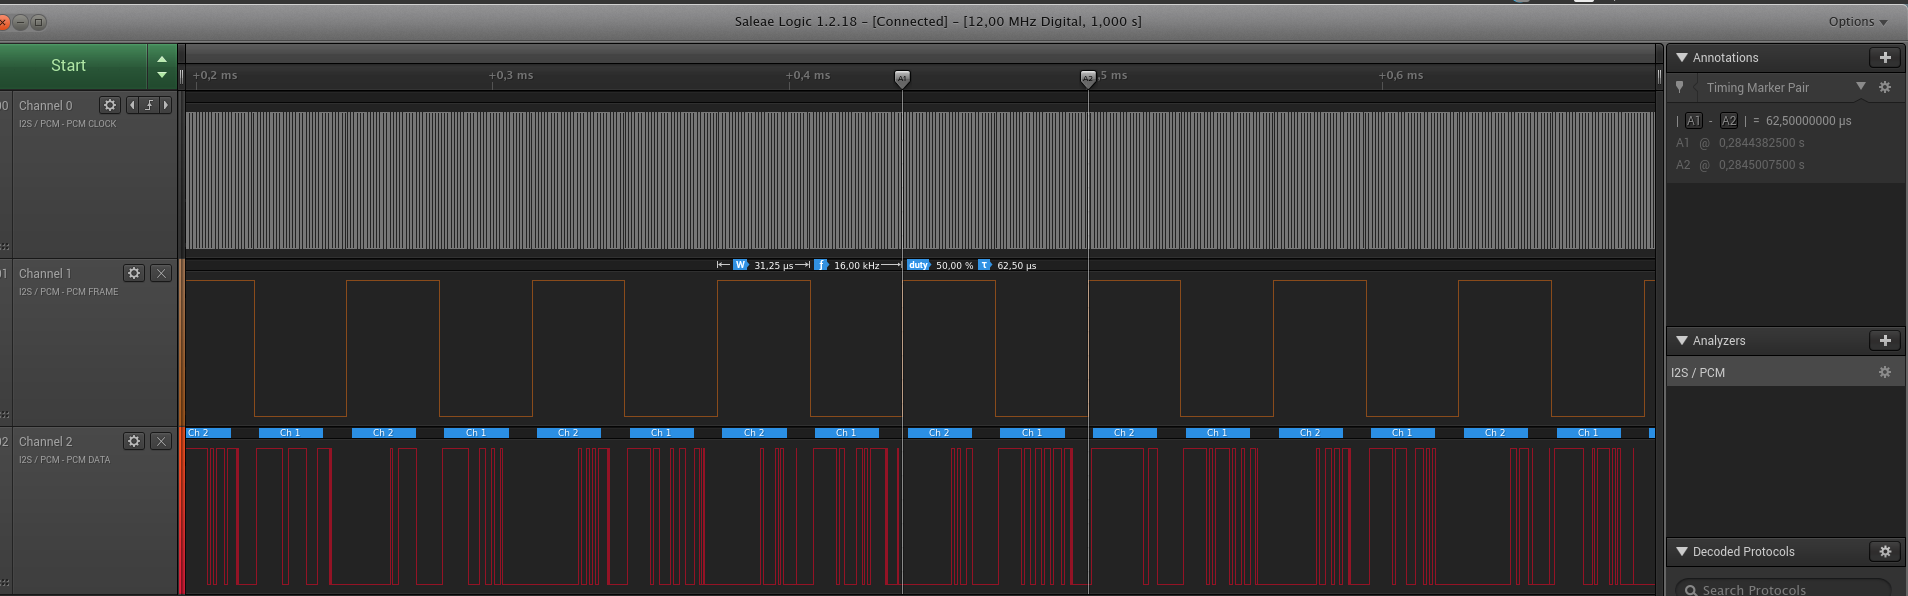 Saleae Logic 1.2.18 – [Connected] – [12,00 MHz Digital, 1,000 s]
Options
Start
+0,2 ms +0,3 ms +0,4 ms A1 A2 ,5 ms +0,6 ms
00 Channel 0
I2S / PCM - PCM CLOCK
01 Channel 1
I2S / PCM - PCM FRAME
W 31,25 µs f 16,00 kHz duty 50,00 % T 62,50 µs
02 Channel 2
I2S / PCM - PCM DATA
Ch 2 Ch 1 Ch 2 Ch 1 Ch 2 Ch 1 Ch 2 Ch 1 Ch 2 Ch 1 Ch 2 Ch 1 Ch 2 Ch 1 Ch 2 Ch 1
Annotations
Timing Marker Pair
| A1 - A2 | = 62,50000000 µs
A1 @ 0,2844382500 s
A2 @ 0,2845007500 s
Analyzers
I2S / PCM
Decoded Protocols
Search Protocols